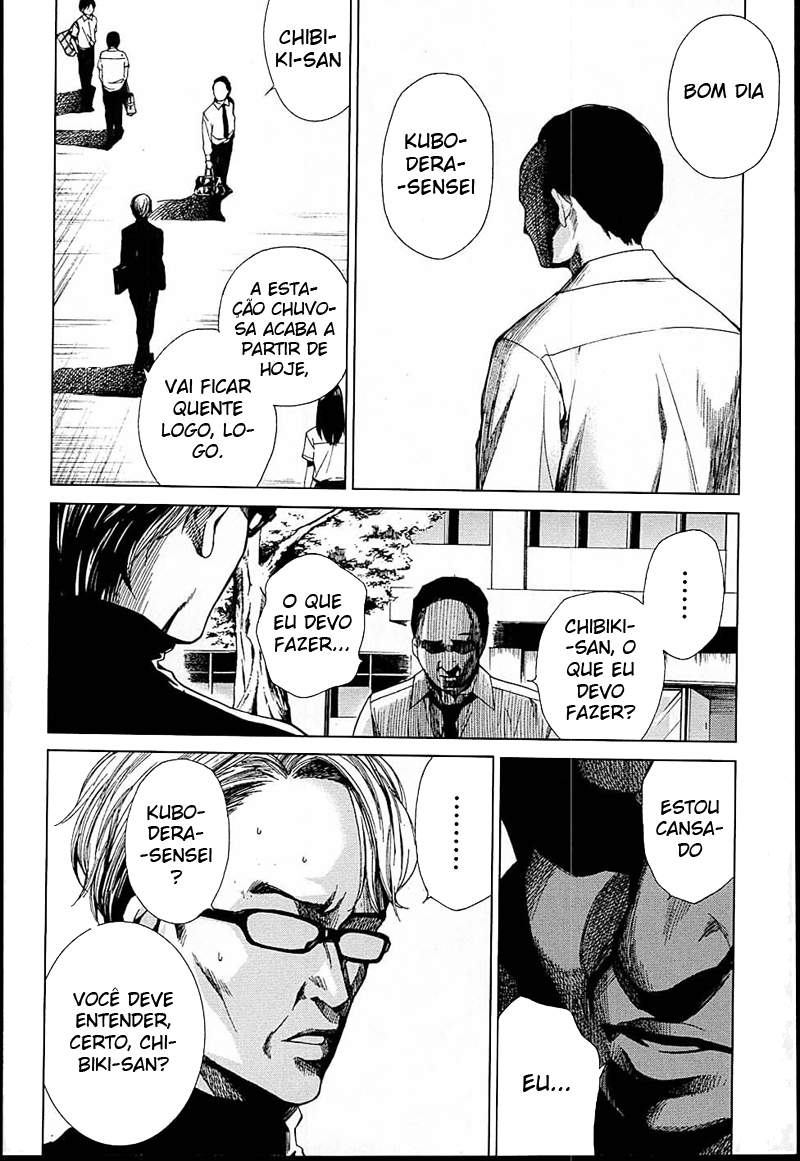 BOM DIA
KUBO-
DERA-
-SENSEI
CHIBI-
KI-SAN
A ESTA-
ÇÃO CHUVO-
SA ACABA A
PARTIR DE
HOJE,
VAI FICAR
QUENTE
LOGO, LO-
GO.
......
CHIBIKI-
-SAN, O
QUE EU
DEVO
FAZER?
O QUE
EU DEVO
FAZER...
ESTOU
CANSA-
DO
EU...
......
KUBO-
DERA-
-SENSEI
?
VOCÊ DEVE
ENTENDER,
CERTO, CHI-
BIKI-SAN?